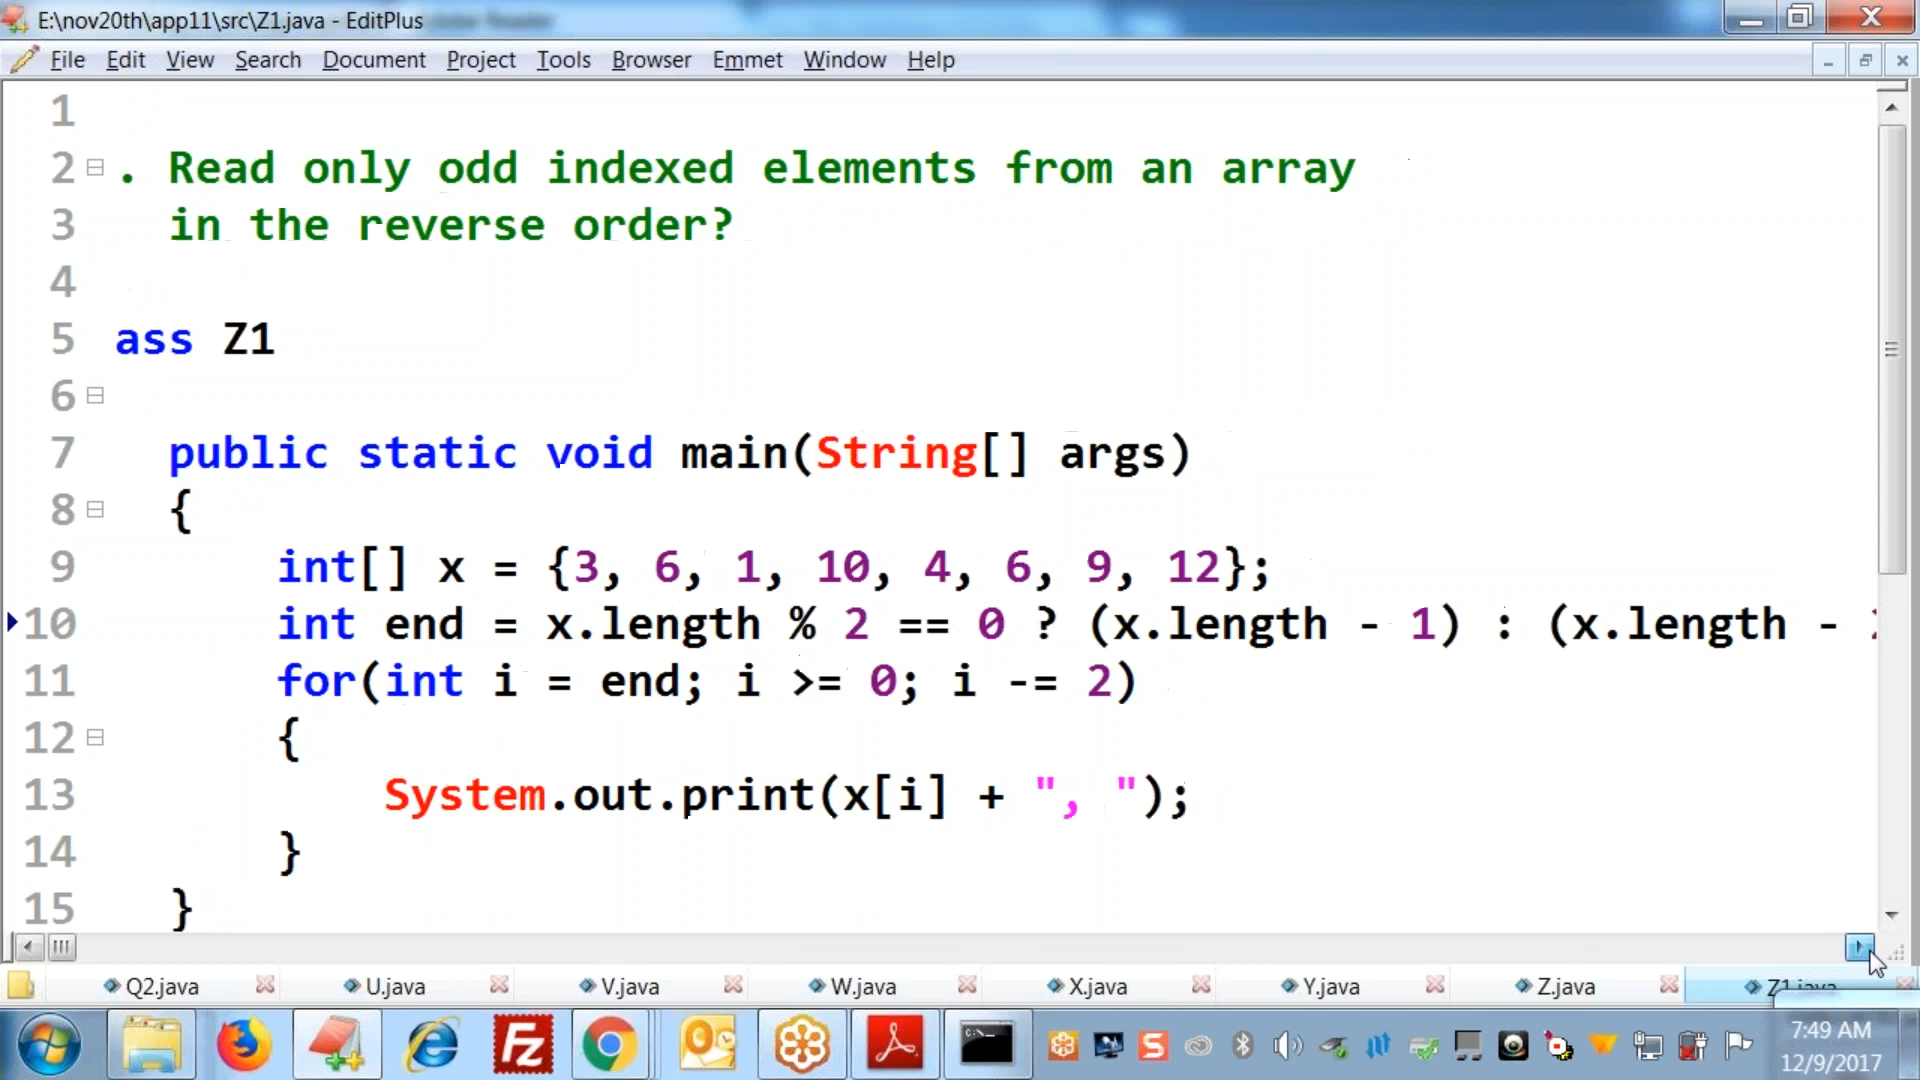 E:\nov20th\app11\src\Z1.java - EditPlus
File Edit View Search Document Project Tools Browser Emmet Window Help
1
2 . Read only odd indexed elements from an array
3 in the reverse order?
4
5 ass Z1
6
7 public static void main(String[] args)
8 {
9 int[] x = {3, 6, 1, 10, 4, 6, 9, 12};
10 int end = x.length % 2 == 0 ? (x.length - 1) : (x.length -
11 for(int i = end; i >= 0; i -= 2)
12 {
13 System.out.print(x[i] + ", ");
14 }
15 }
Q2.java U.java V.java W.java X.java Y.java Z.java Z1.java
7:49 AM
12/9/2017